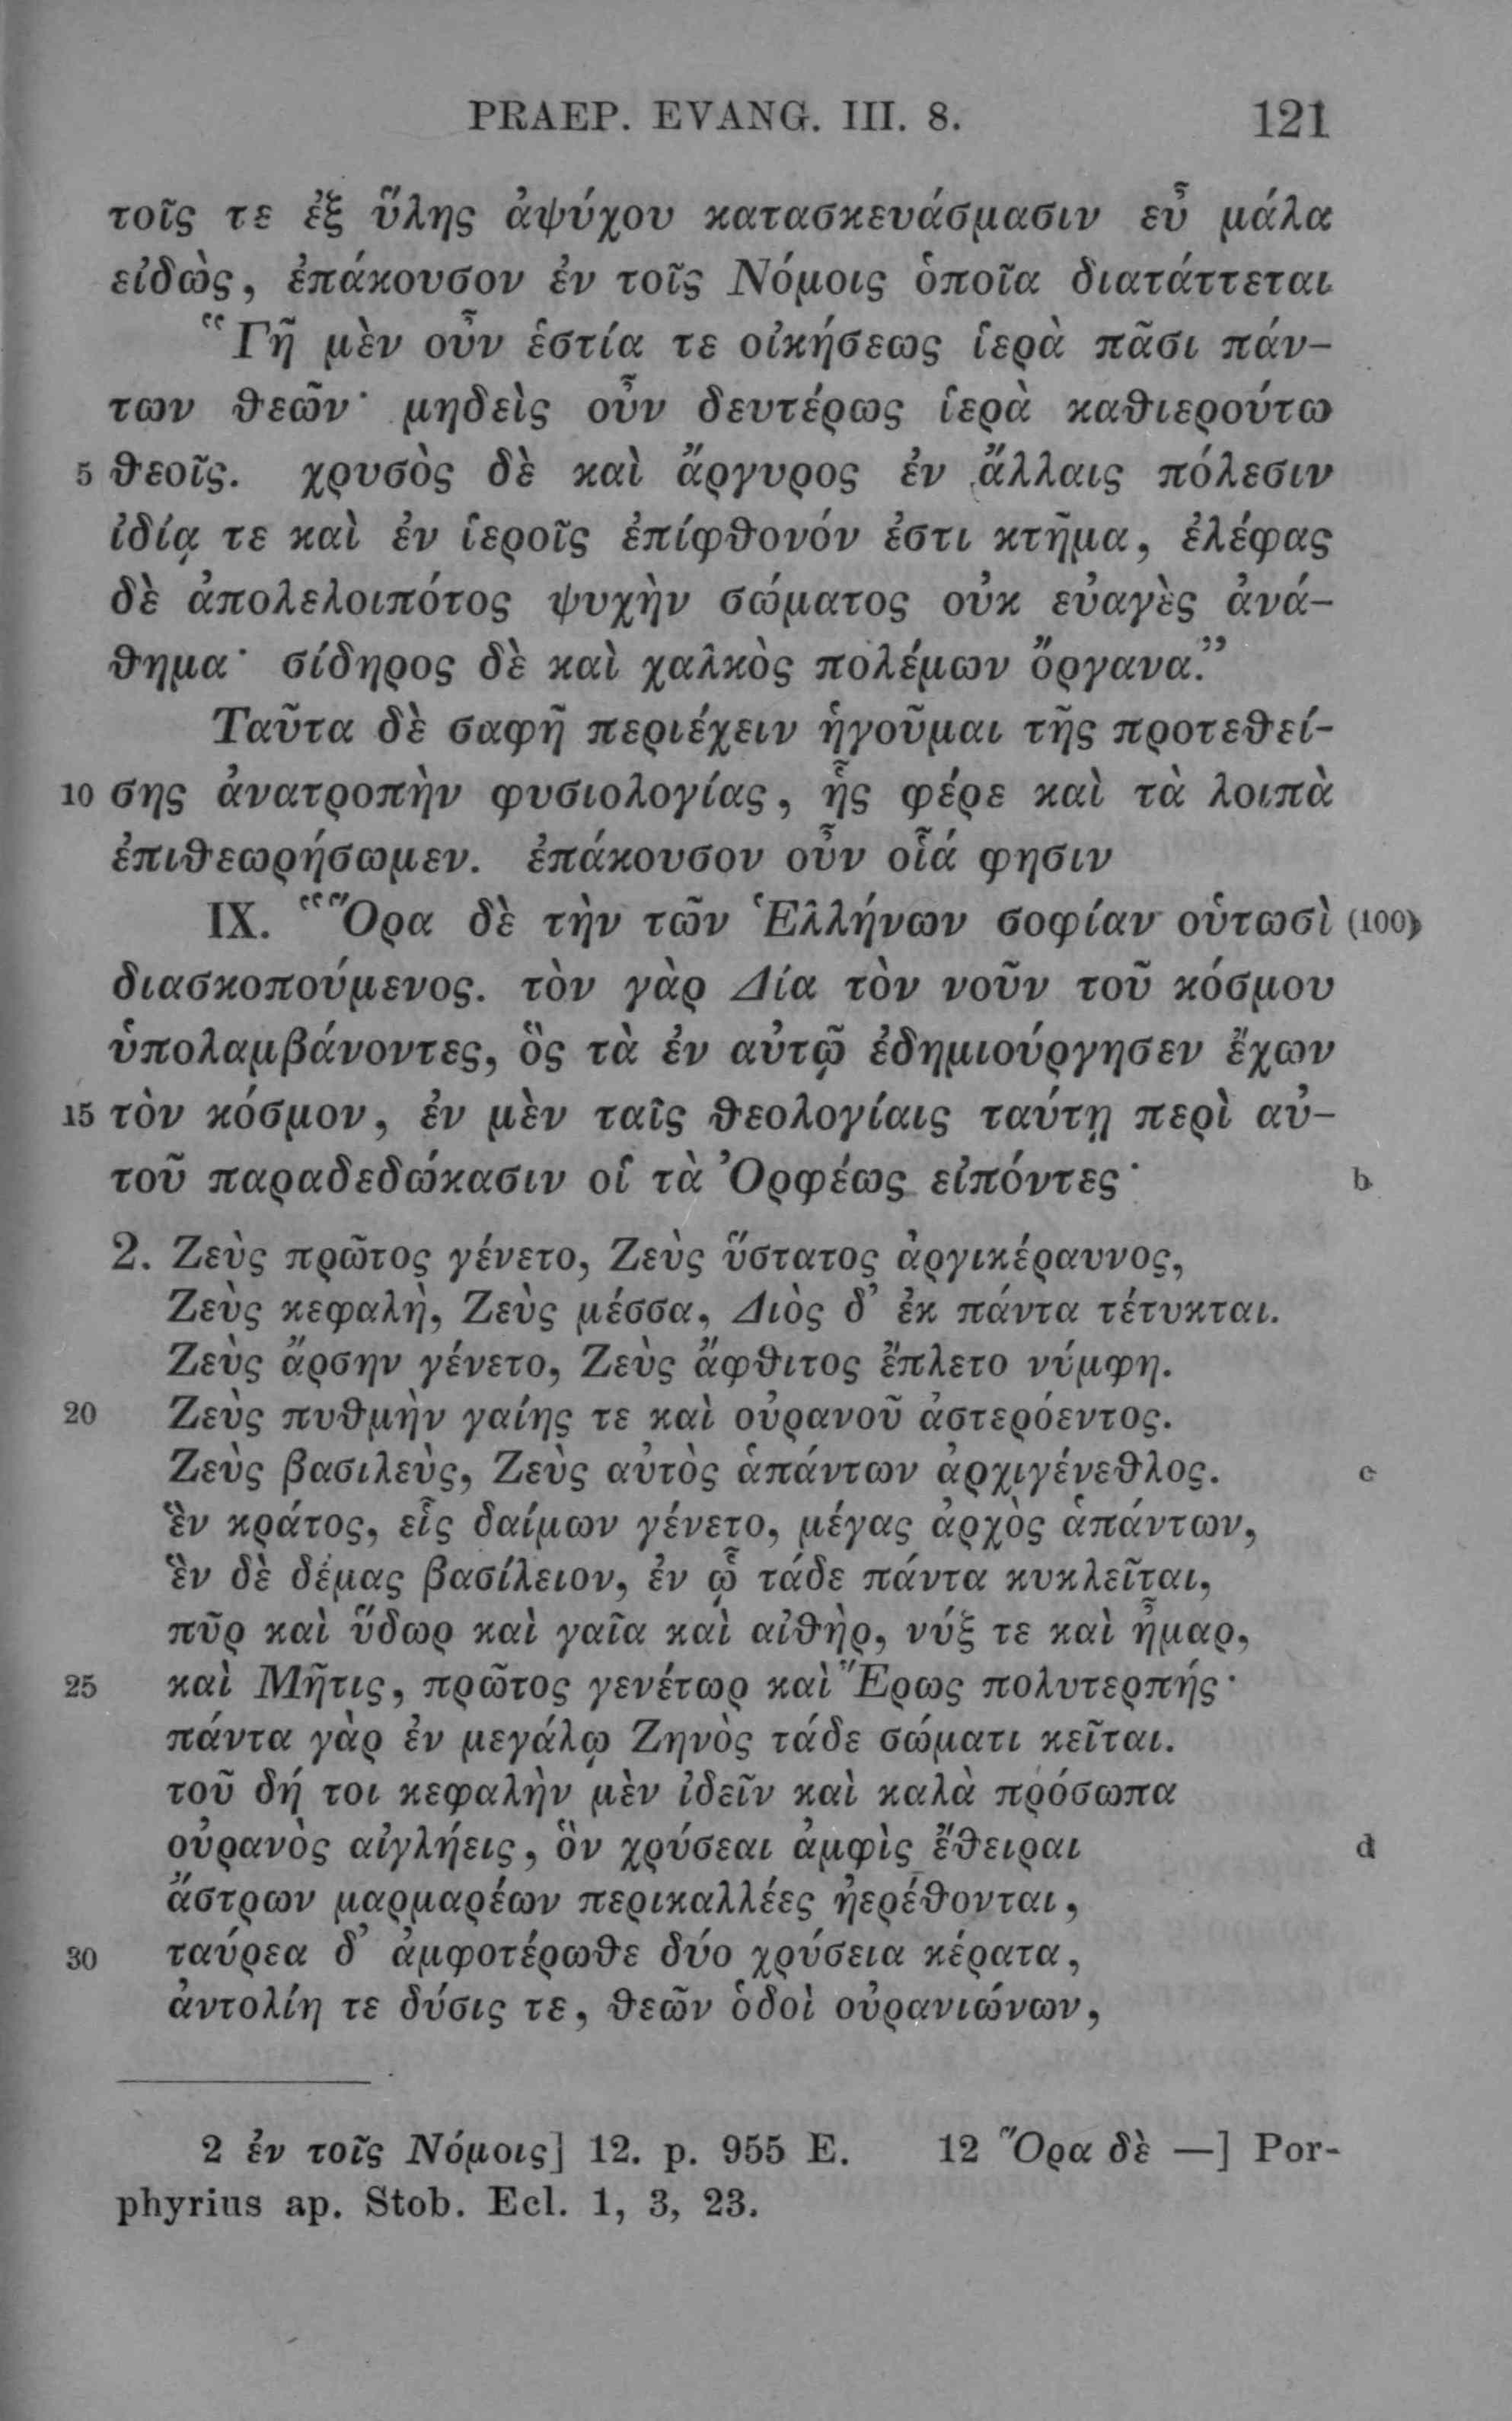 PRAEP. EVANG. III. 8. 121
τοῖς τε ἐξ ὕλης ἀψύχου κατασκευάσμασιν εὖ μάλα
εἰδὼς, ἐπάκουσον ἐν τοῖς Νόμοις ὁποῖα διατάττεται
“Γῆ μὲν οὖν ἑστία τε οἰκήσεως ἱερὰ πᾶσι πάν-
των θεῶν· μηδεὶς οὖν δευτέρως ἱερὰ καθιερούτω
5 θεοῖς. χρυσὸς δὲ καὶ ἄργυρος ἐν ἄλλαις πόλεσιν
ἰδίᾳ τε καὶ ἐν ἱεροῖς ἐπίφθονόν ἐστι κτῆμα, ἐλέφας
δὲ ἀπολελοιπότος ψυχὴν σώματος οὐκ εὐαγὲς ἀνά-
θημα· σίδηρος δὲ καὶ χαλκὸς πολέμων ὄργανα.”
Ταῦτα δὲ σαφῆ περιέχειν ἡγοῦμαι τῆς προτεθεί-
10 σης ἀνατροπὴν φυσιολογίας, ἧς φέρε καὶ τὰ λοιπὰ
ἐπιθεωρήσωμεν. ἐπάκουσον οὖν οἷά φησιν
IX. “Ὅρα δὲ τὴν τῶν Ἑλλήνων σοφίαν οὑτωσὶ (100)
διασκοπούμενος. τὸν γὰρ Δία τὸν νοῦν τοῦ κόσμου
ὑπολαμβάνοντες, ὃς τὰ ἐν αὐτῷ ἐδημιούργησεν ἔχων
15 τὸν κόσμον, ἐν μὲν ταῖς θεολογίαις ταύτῃ περὶ αὐ-
τοῦ παραδεδώκασιν οἱ τὰ Ὀρφέως εἰπόντες· b
2. Ζεὺς πρῶτος γένετο, Ζεὺς ὕστατος ἀργικέραυνος,
Ζεὺς κεφαλὴ, Ζεὺς μέσσα, Διὸς δ’ ἐκ πάντα τέτυκται.
Ζεὺς ἄρσην γένετο, Ζεὺς ἄφθιτος ἔπλετο νύμφη.
20 Ζεὺς πυθμὴν γαίης τε καὶ οὐρανοῦ ἀστερόεντος.
Ζεὺς βασιλεὺς, Ζεὺς αὐτὸς ἁπάντων ἀρχιγένεθλος. c
ἓν κράτος, εἷς δαίμων γένετο, μέγας ἀρχὸς ἁπάντων,
ἓν δὲ δέμας βασίλειον, ἐν ᾧ τάδε πάντα κυκλεῖται,
πῦρ καὶ ὕδωρ καὶ γαῖα καὶ αἰθὴρ, νύξ τε καὶ ἦμαρ,
25 καὶ Μῆτις, πρῶτος γενέτωρ καὶ Ἔρως πολυτερπής·
πάντα γὰρ ἐν μεγάλῳ Ζηνὸς τάδε σώματι κεῖται.
τοῦ δή τοι κεφαλὴν μὲν ἰδεῖν καὶ καλὰ πρόσωπα
οὐρανὸς αἰγλήεις, ὃν χρύσεαι ἀμφὶς ἔθειραι d
ἄστρων μαρμαρέων περικαλλέες ἠερέθονται,
30 ταύρεα δ’ ἀμφοτέρωθε δύο χρύσεια κέρατα,
ἀντολίη τε δύσις τε, θεῶν ὁδοὶ οὐρανιώνων,
2 ἐν τοῖς Νόμοις] 12. p. 955 E. 12 Ὅρα δὲ —] Por-
phyrius ap. Stob. Ecl. 1, 3, 23.